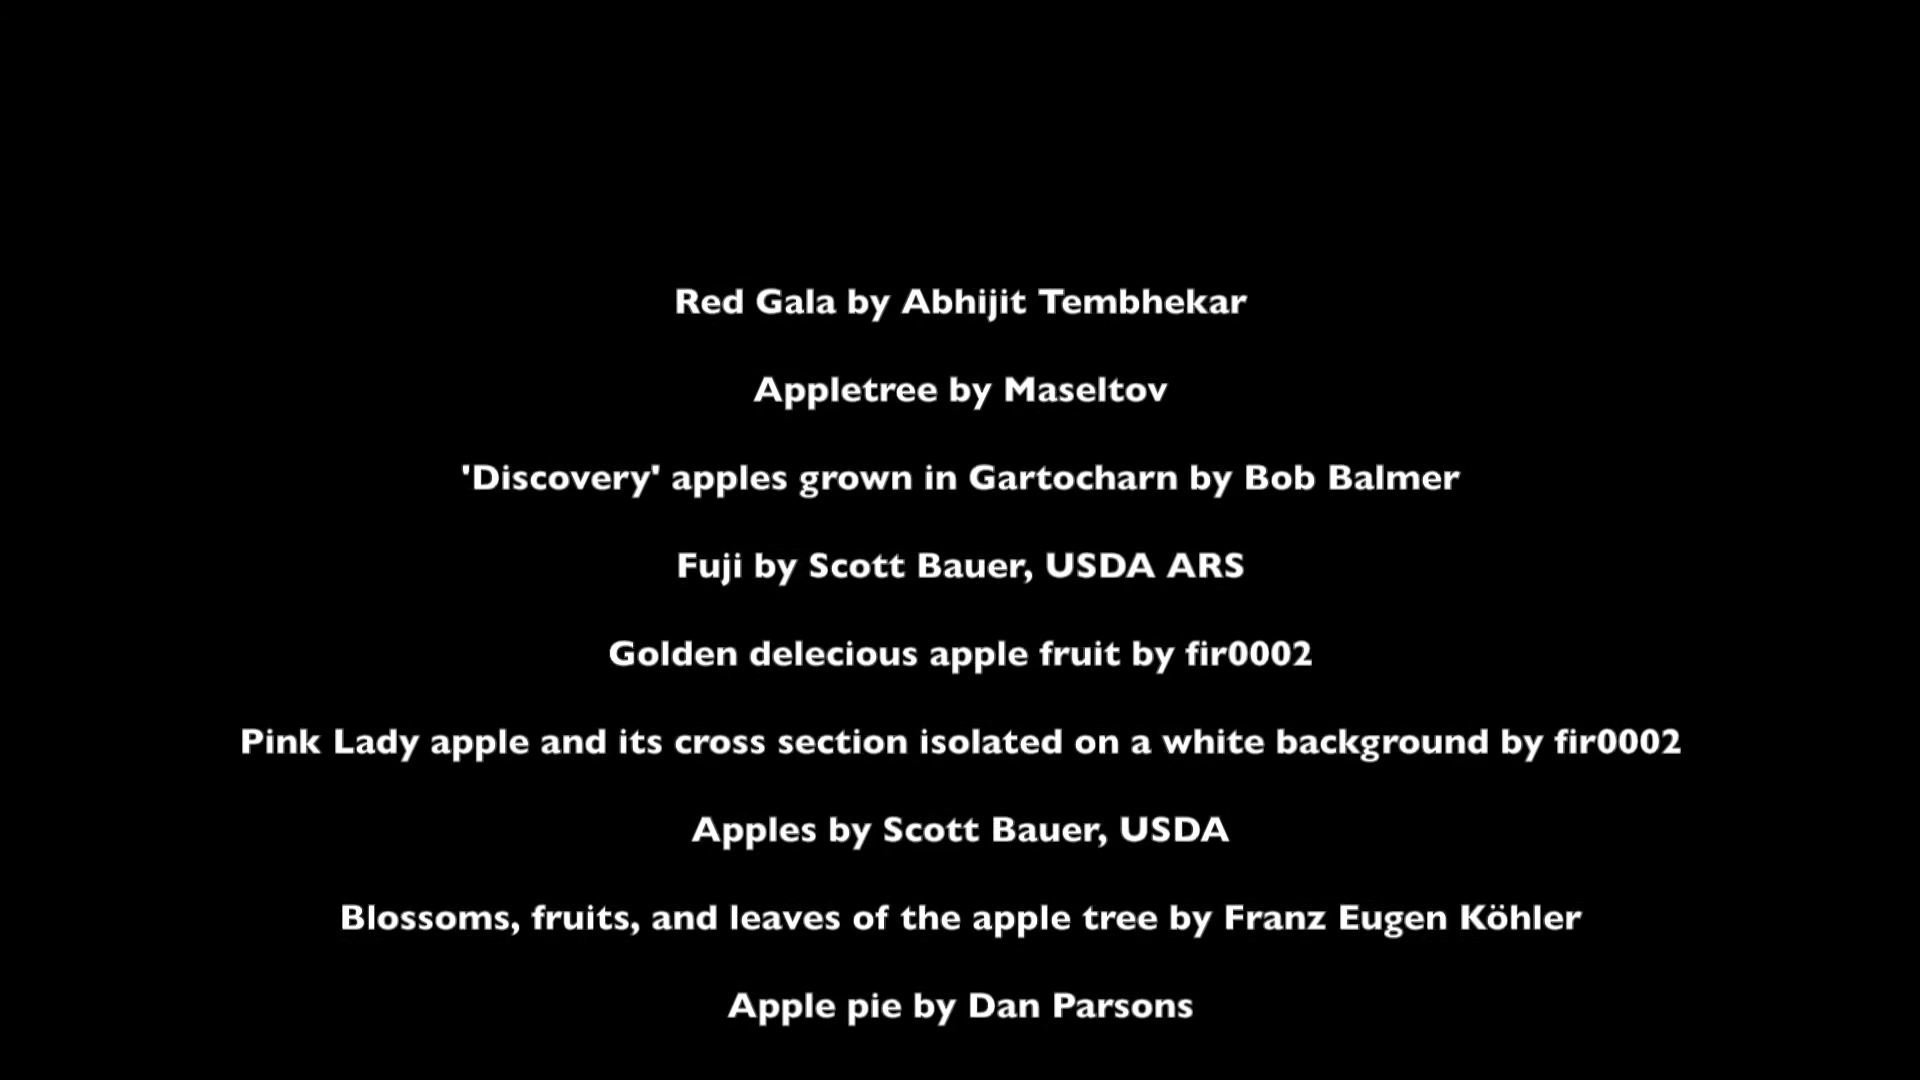 Red Gala by Abhijit Tembhekar
Appletree by Maseltov
'Discovery' apples grown in Gartocharn by Bob Balmer
Fuji by Scott Bauer, USDA ARS
Golden delecious apple fruit by fir0002
Pink Lady apple and its cross section isolated on a white background by fir0002
Apples by Scott Bauer, USDA
Blossoms, fruits, and leaves of the apple tree by Franz Eugen Köhler
Apple pie by Dan Parsons